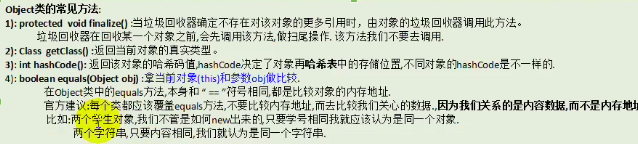 Object类的常见方法:
1): protected void finalize() :当垃圾回收器确定不存在对该对象的更多引用时，由对象的垃圾回收器调用此方法。
垃圾回收器在回收某一个对象之前,会先调用该方法,做扫尾操作. 该方法我们不要去调用.
2): Class getClass() :返回当前对象的真实类型。
3): int hashCode(): 返回该对象的哈希码值,hashCode决定了对象再哈希表中的存储位置,不同对象的hashCode是不一样的.
4): boolean equals(Object obj) :拿当前对象(this)和参数obj做比较.
在Object类中的equals方法,本身和 “ == ”符号相同,都是比较对象的内存地址.
官方建议:每个类都应该覆盖equals方法,不要比较内存地址,而去比较我们关心的数据.,因为我们关系的是内容数据,而不是内存地址
比如:两个学生对象,我们不管是如何new出来的,只要学号相同我就应该认为是同一个对象.
两个字符串,只要内容相同,我们就认为是同一个字符串.